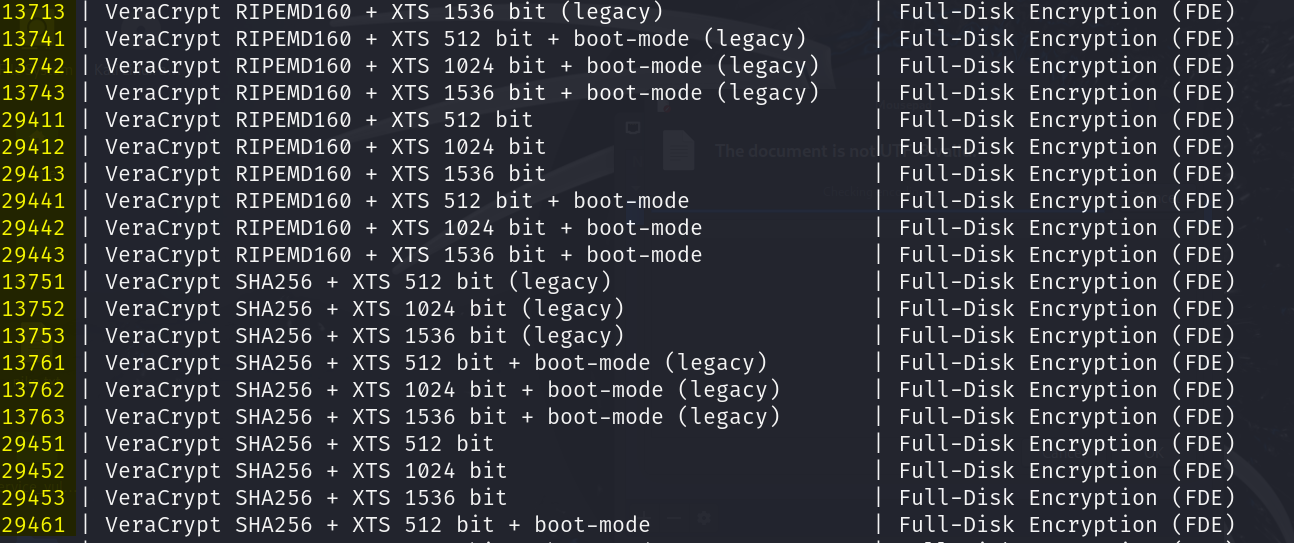 13713 | VeraCrypt RIPEMD160 + XTS 1536 bit (legacy) | Full-Disk Encryption (FDE)
13741 | VeraCrypt RIPEMD160 + XTS 512 bit + boot-mode (legacy) | Full-Disk Encryption (FDE)
13742 | VeraCrypt RIPEMD160 + XTS 1024 bit + boot-mode (legacy) | Full-Disk Encryption (FDE)
13743 | VeraCrypt RIPEMD160 + XTS 1536 bit + boot-mode (legacy) | Full-Disk Encryption (FDE)
29411 | VeraCrypt RIPEMD160 + XTS 512 bit | Full-Disk Encryption (FDE)
29412 | VeraCrypt RIPEMD160 + XTS 1024 bit | Full-Disk Encryption (FDE)
The document is not
29413 | VeraCrypt RIPEMD160 + XTS 1536 bit | Full-Disk Encryption (FDE)
29441 | VeraCrypt RIPEMD160 + XTS 512 bit + boot-mode | Full-Disk Encryption (FDE)
29442 | VeraCrypt RIPEMD160 + XTS 1024 bit + boot-mode | Full-Disk Encryption (FDE)
29443 | VeraCrypt RIPEMD160 + XTS 1536 bit + boot-mode | Full-Disk Encryption (FDE)
13751 | VeraCrypt SHA256 + XTS 512 bit (legacy) | Full-Disk Encryption (FDE)
13752 | VeraCrypt SHA256 + XTS 1024 bit (legacy) | Full-Disk Encryption (FDE)
13753 | VeraCrypt SHA256 + XTS 1536 bit (legacy) | Full-Disk Encryption (FDE)
13761 | VeraCrypt SHA256 + XTS 512 bit + boot-mode (legacy) | Full-Disk Encryption (FDE)
13762 | VeraCrypt SHA256 + XTS 1024 bit + boot-mode (legacy) | Full-Disk Encryption (FDE)
13763 | VeraCrypt SHA256 + XTS 1536 bit + boot-mode (legacy) | Full-Disk Encryption (FDE)
29451 | VeraCrypt SHA256 + XTS 512 bit | Full-Disk Encryption (FDE)
29452 | VeraCrypt SHA256 + XTS 1024 bit | Full-Disk Encryption (FDE)
29453 | VeraCrypt SHA256 + XTS 1536 bit | Full-Disk Encryption (FDE)
29461 | VeraCrypt SHA256 + XTS 512 bit + boot-mode | Full-Disk Encryption (FDE)